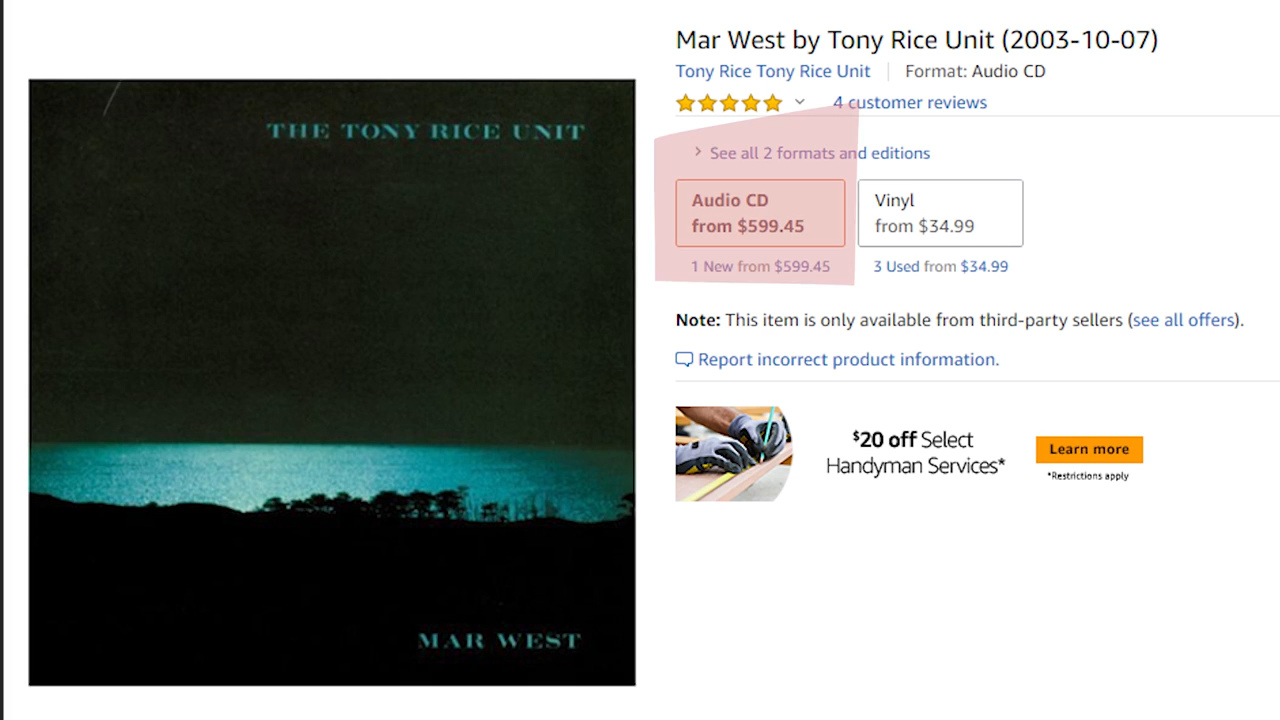 THE TONY RICE UNIT
MAR WEST
Mar West by Tony Rice Unit (2003-10-07)
Tony Rice Tony Rice Unit Format: Audio CD
4 customer reviews
See all 2 formats and editions
Audio CD
from $599.45
1 New from $599.45
Vinyl
from $34.99
3 Used from $34.99
Note: This item is only available from third-party sellers (see all offers).
Report incorrect product information.
$20 off Select
Handyman Services*
Learn more
*Restrictions apply